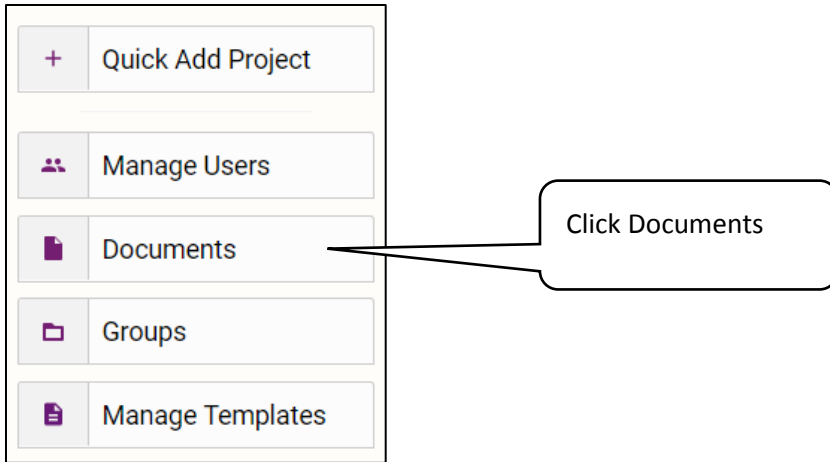 Quick Add Project
Manage Users
Documents
Click Documents
Groups
Manage Templates